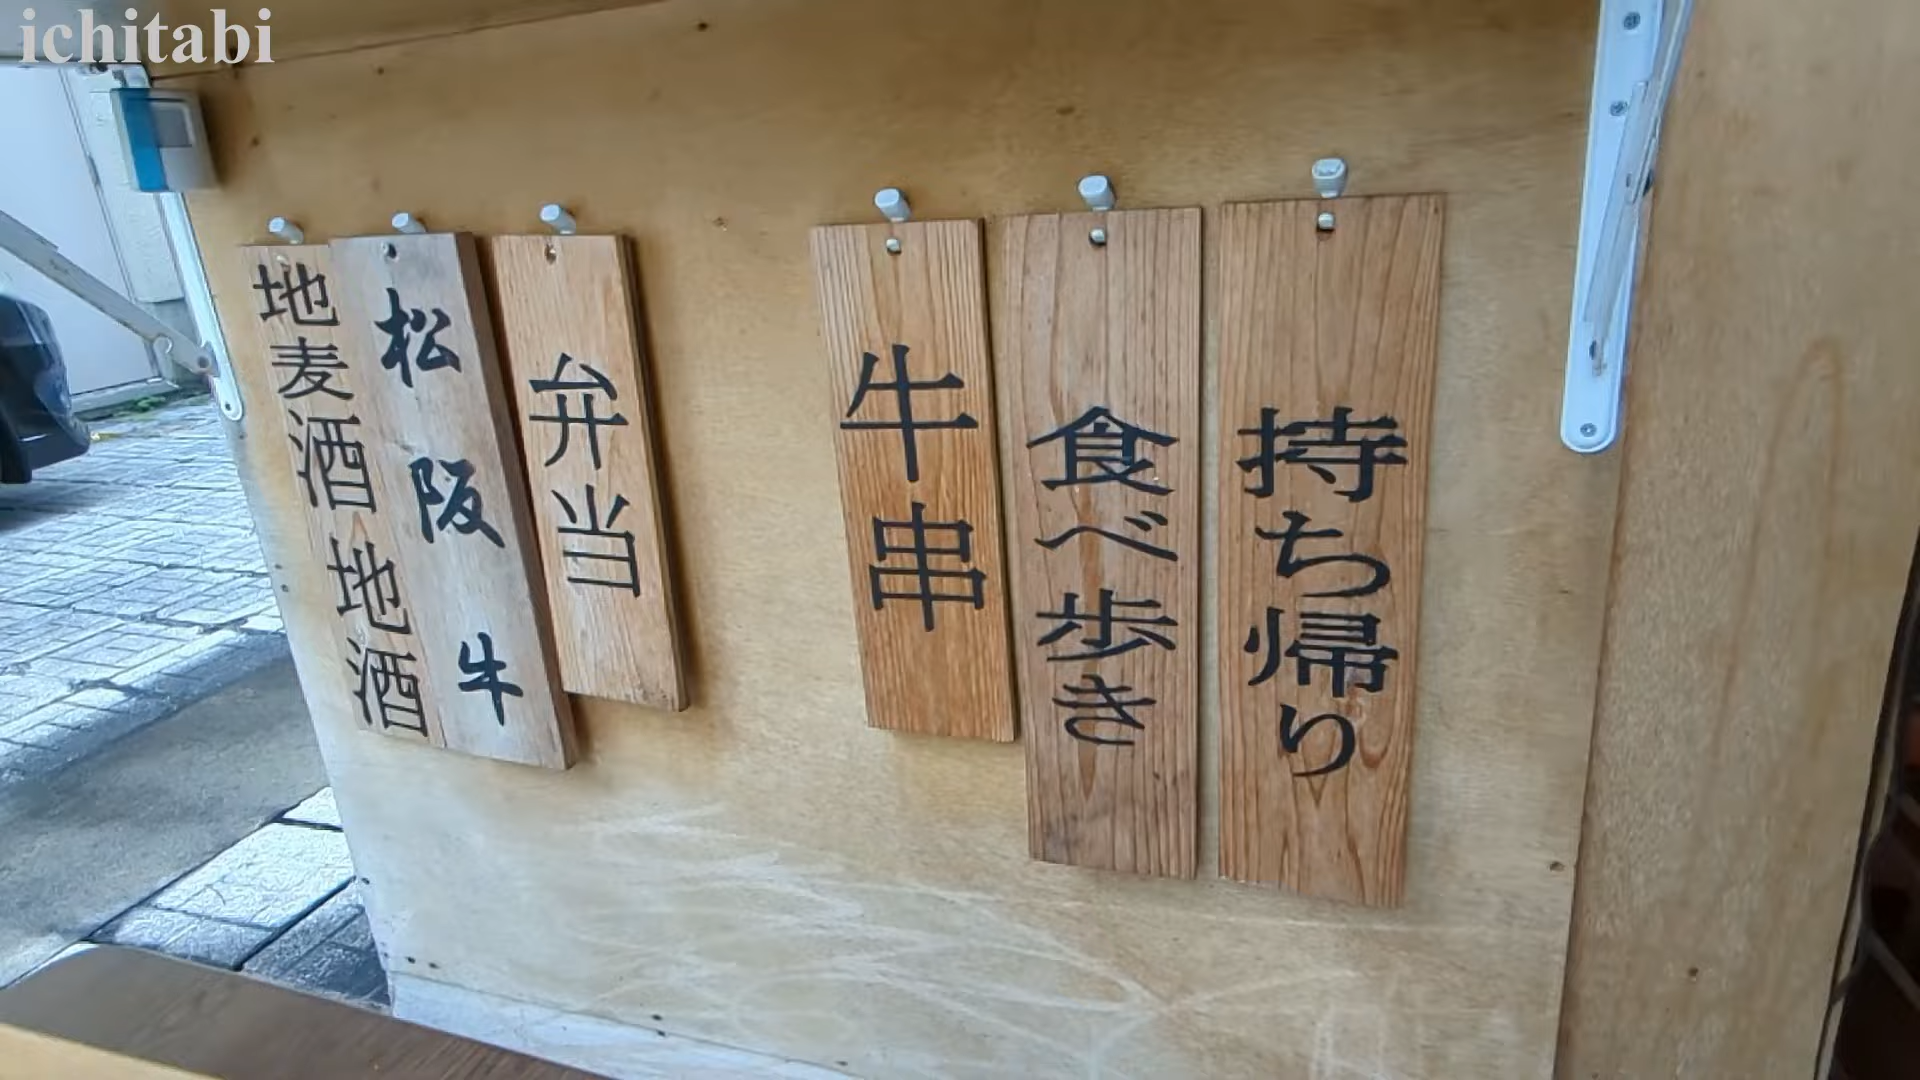 ichitabi
持ち帰り
食べ歩き
牛串
弁当
松阪牛
地麦酒 地酒